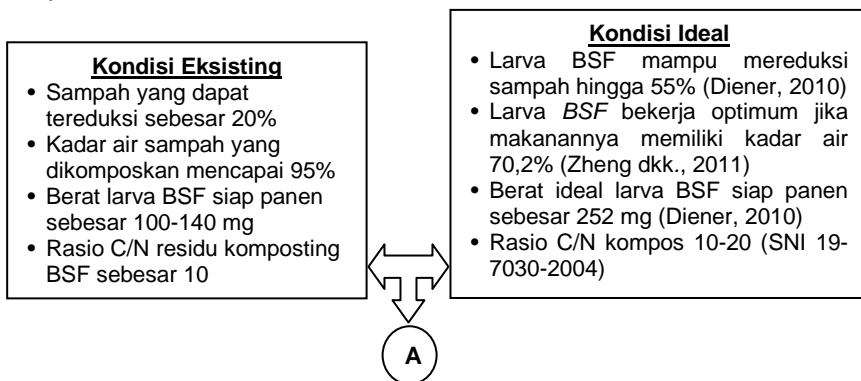 Kondisi Eksisting
• Sampah yang dapat
tereduksi sebesar 20%
• Kadar air sampah yang
dikomposkan mencapai 95%
• Berat larva BSF siap panen
sebesar 100-140 mg
• Rasio C/N residu komposting
BSF sebesar 10
Kondisi Ideal
• Larva BSF mampu mereduksi
sampah hingga 55% (Diener, 2010)
• Larva BSF bekerja optimum jika
makanannya memiliki kadar air
70,2% (Zheng dkk., 2011)
• Berat ideal larva BSF siap panen
sebesar 252 mg (Diener, 2010)
• Rasio C/N kompos 10-20 (SNI 19-
7030-2004)
A